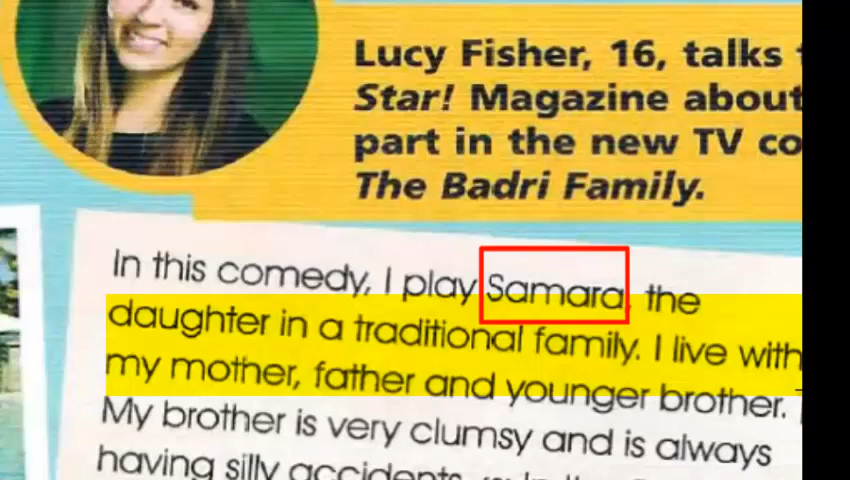 Lucy Fisher, 16, talks
Star! Magazine about
part in the new TV
The Badri Family.
In this comedy, I play Samara, the
daughter in a traditional family. I live with
my mother, father and younger brother.
My brother is very clumsy and is always
having silly accidents